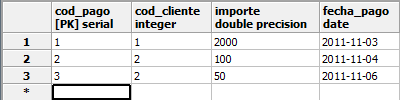 cod_pago cod_cliente importe fecha_pago
[PK] serial integer double precision date
1 1 1 2000 2011-11-03
2 2 2 100 2011-11-04
3 3 2 50 2011-11-06
*